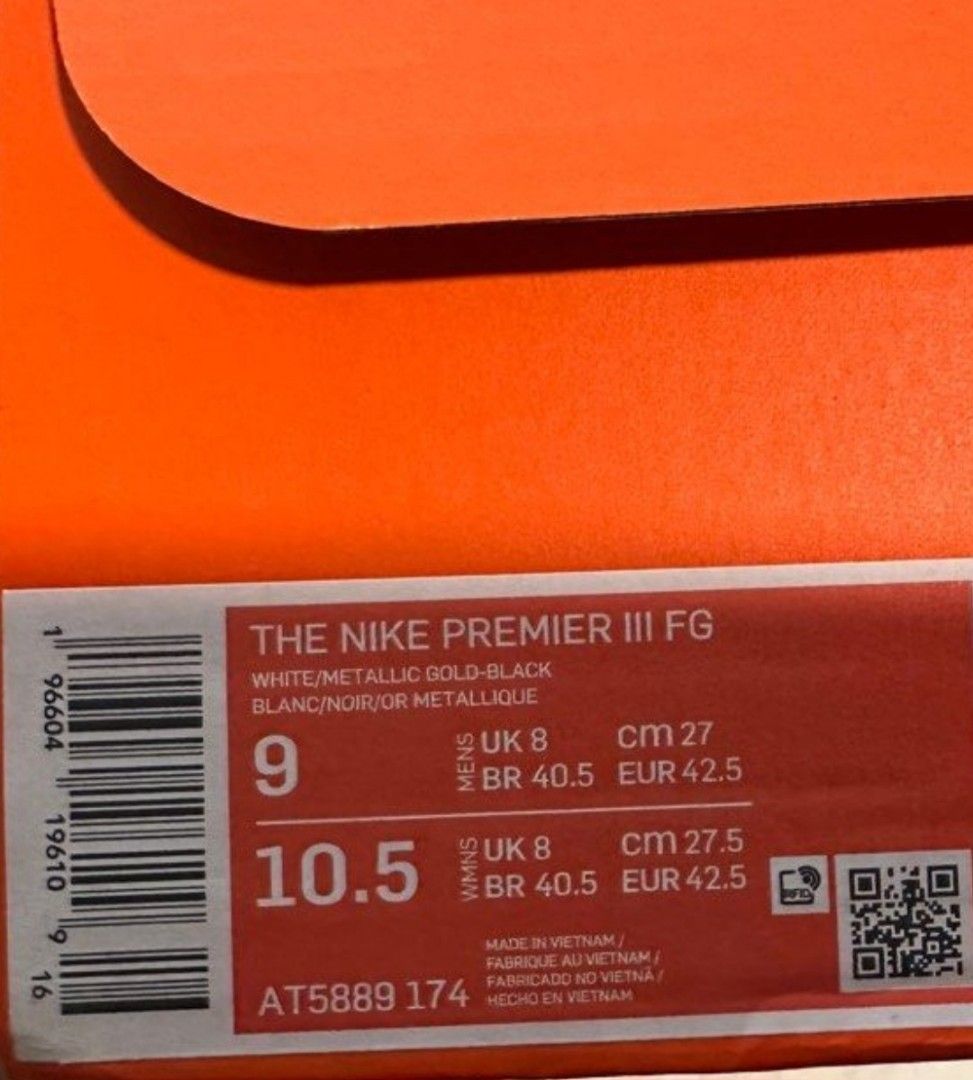 THE NIKE PREMIER III FG
WHITE/METALLIC GOLD-BLACK
BLANC/NOIR/OR METALLIQUE
9
MENS
UK 8 cm 27
BR 40.5 EUR 42.5
10.5
WMNS
UK 8 cm 27.5
BR 40.5 EUR 42.5
AT5889 174
MADE IN VIETNAM /
FABRIQUE AU VIETNAM /
FABRICADO NO VIETNÃ /
HECHO EN VIETNAM
RFID
1 96604 19610 9 16